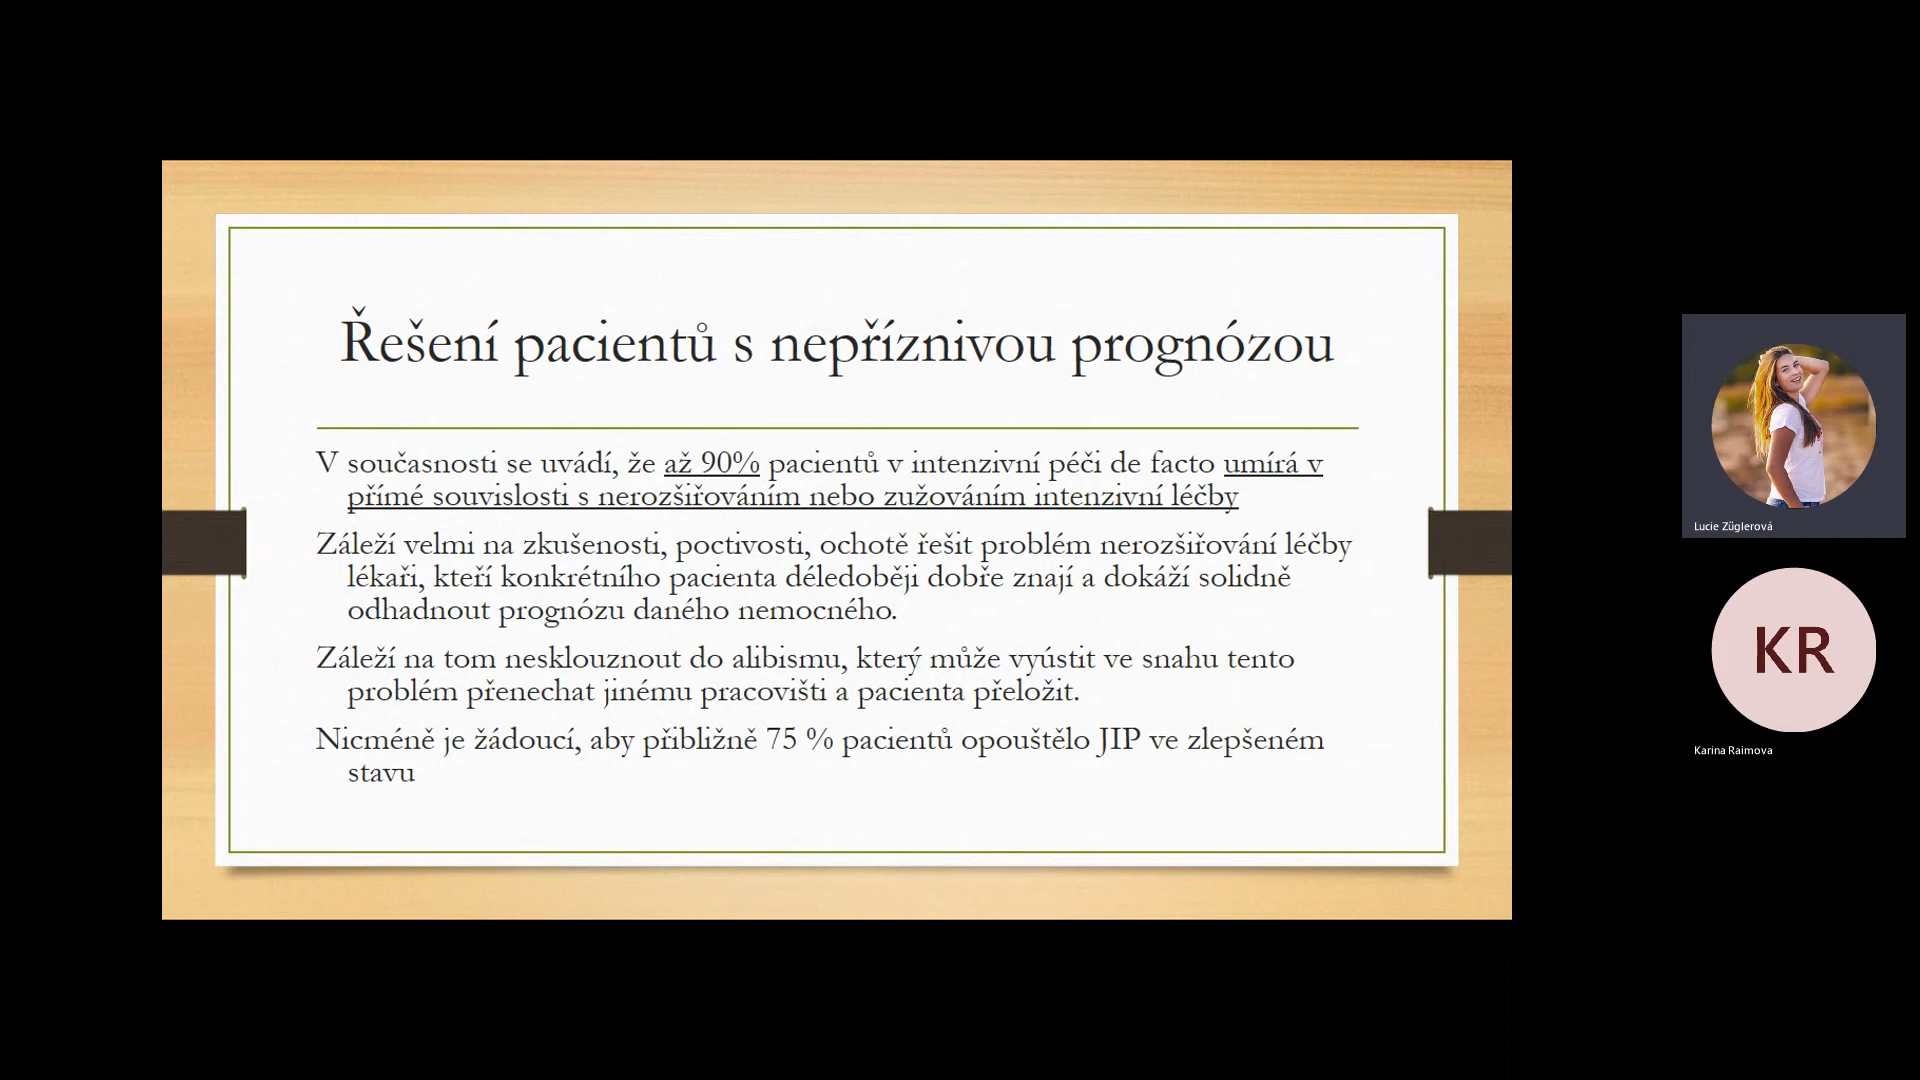 Řešení pacientů s nepříznivou prognózou
V současnosti se uvádí, že až 90% pacientů v intenzivní péči de facto umírá v
přímé souvislosti s nerozšiřováním nebo zužováním intenzivní léčby
Záleží velmi na zkušenosti, poctivosti, ochotě řešit problém nerozšiřování léčby
lékaři, kteří konkrétního pacienta déledoběji dobře znají a dokáží solidně
odhadnout prognózu daného nemocného.
Záleží na tom nesklouznout do alibismu, který může vyústit ve snahu tento
problém přenechat jinému pracovišti a pacienta přeložit.
Nicméně je žádoucí, aby přibližně 75 % pacientů opouštělo JIP ve zlepšeném
stavu
Lucie Züglerová
KR
Karina Raimova